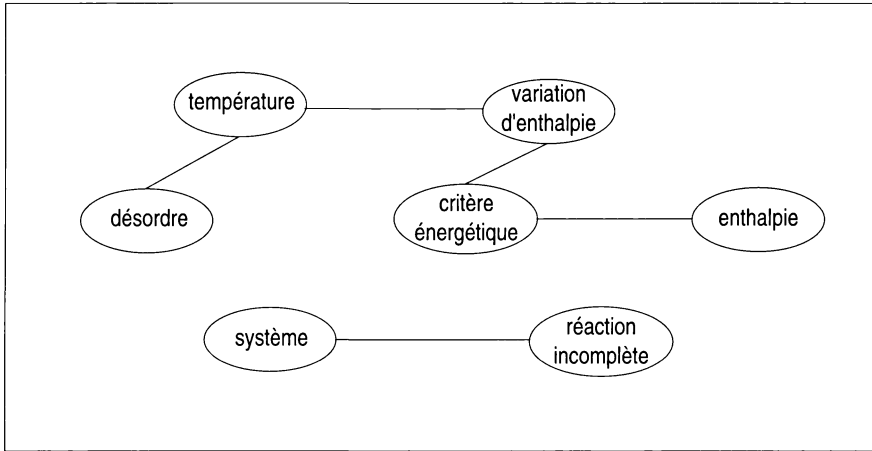 température
variation
d'enthalpie
désordre
critère
énergétique
enthalpie
système
réaction
incomplète